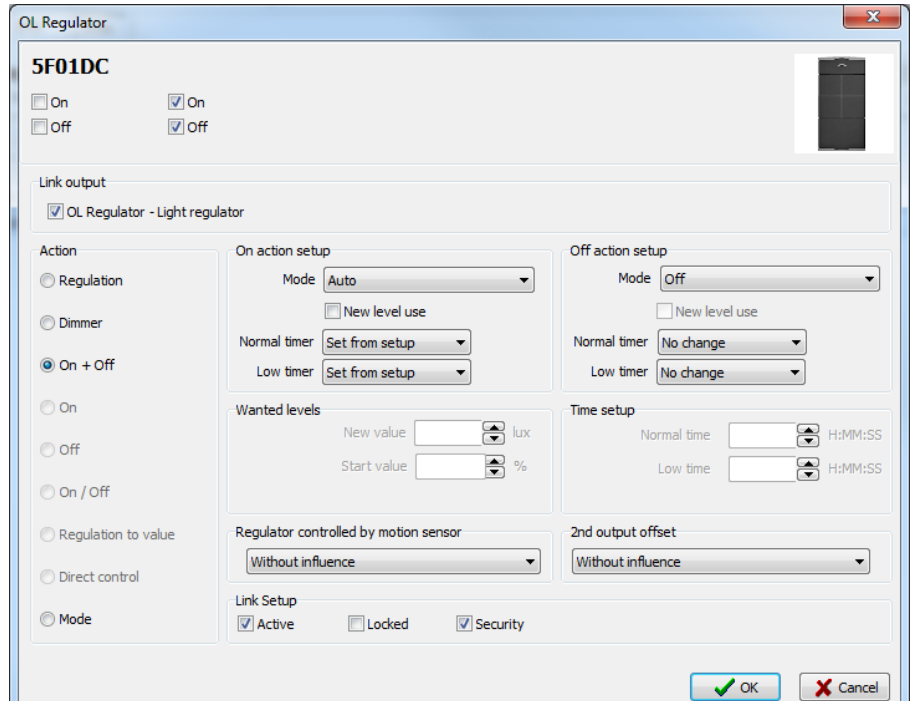 OL Regulator
5F01DC
On On
Off Off
Link output
OL Regulator - Light regulator
Action
Regulation
Dimmer
On + Off
On
Off
On / Off
Regulation to value
Direct control
Mode
On action setup
Mode Auto
New level use
Normal timer Set from setup
Low timer Set from setup
Off action setup
Mode Off
New level use
Normal timer No change
Low timer No change
Wanted levels
New value lux
Start value %
Time setup
Normal time H:MM:SS
Low time H:MM:SS
Regulator controlled by motion sensor
Without influence
2nd output offset
Without influence
Link Setup
Active Locked Security
OK Cancel